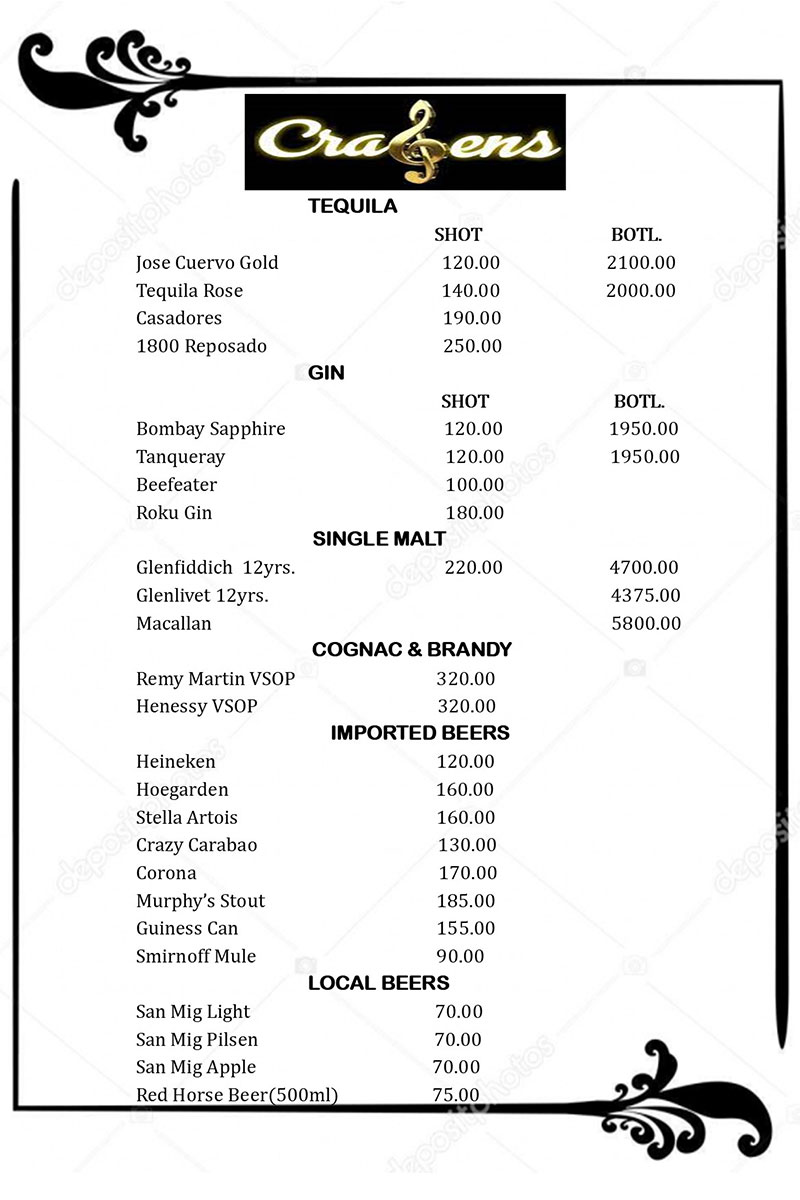 Cra&ens
TEQUILA
SHOT BOTL.
Jose Cuervo Gold 120.00 2100.00
Tequila Rose 140.00 2000.00
Casadores 190.00
1800 Reposado 250.00
GIN
SHOT BOTL.
Bombay Sapphire 120.00 1950.00
Tanqueray 120.00 1950.00
Beefeater 100.00
Roku Gin 180.00
SINGLE MALT
Glenfiddich 12yrs. 220.00 4700.00
Glenlivet 12yrs. 4375.00
Macallan 5800.00
COGNAC & BRANDY
Remy Martin VSOP 320.00
Henessy VSOP 320.00
IMPORTED BEERS
Heineken 120.00
Hoegarden 160.00
Stella Artois 160.00
Crazy Carabao 130.00
Corona 170.00
Murphy’s Stout 185.00
Guiness Can 155.00
Smirnoff Mule 90.00
LOCAL BEERS
San Mig Light 70.00
San Mig Pilsen 70.00
San Mig Apple 70.00
Red Horse Beer(500ml) 75.00
depositphotos
depositphotos
depositphotos
depositphotos
depositphotos
depositphotos